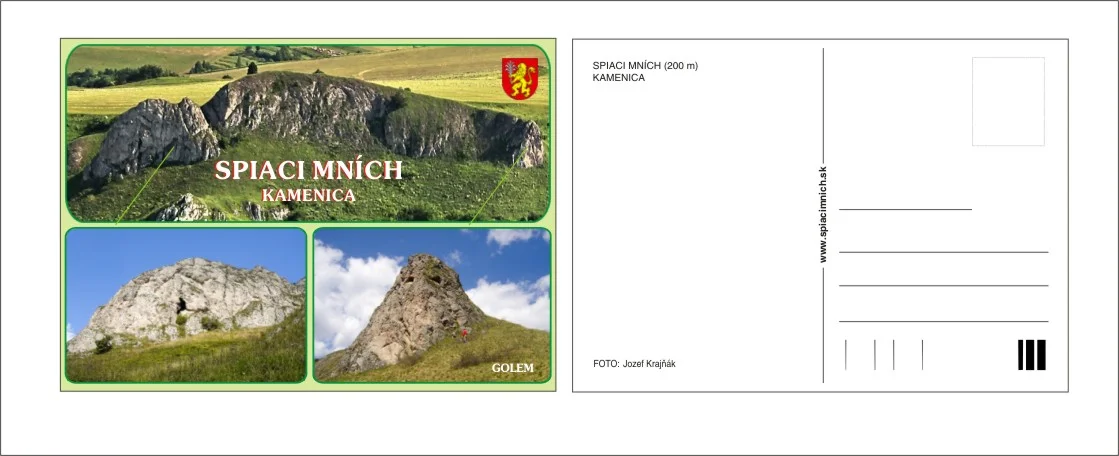 SPIACI MNÍCH
KAMENICA
GOLEM
SPIACI MNÍCH (200 m)
KAMENICA
www.spiacimnich.sk
FOTO: Jozef Krajňák